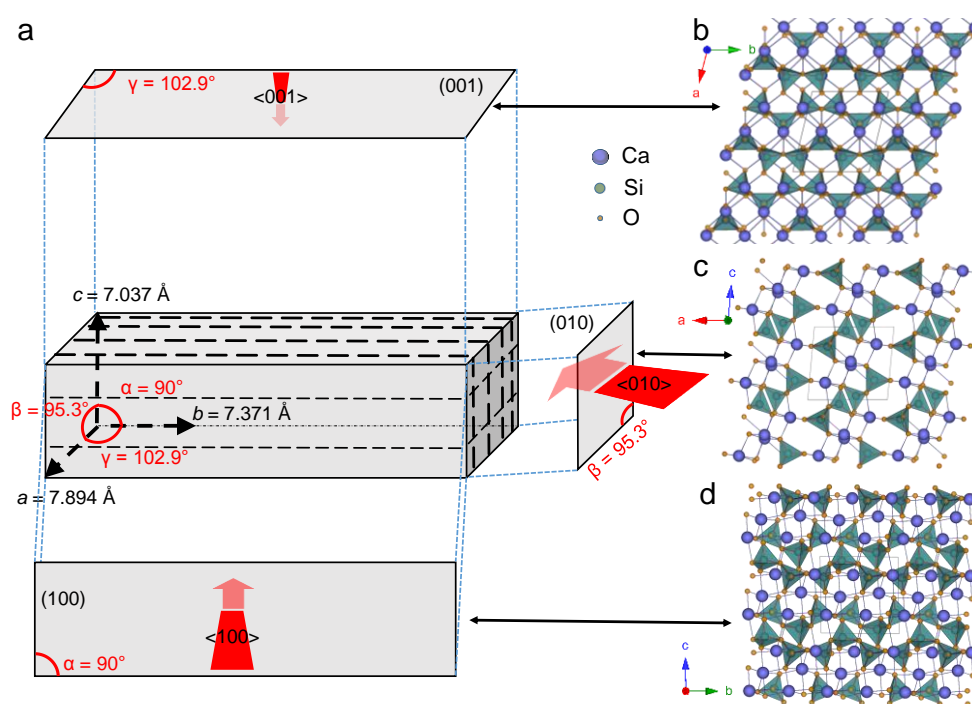 a
γ = 102.9°
<001>
(001)
b
b
a
Ca
Si
O
c = 7.037 Å
α = 90°
β = 95.3°
b = 7.371 Å
γ = 102.9°
a = 7.894 Å
(010)
<010>
β = 95.3°
c
c
a
(100)
<100>
α = 90°
d
c
b